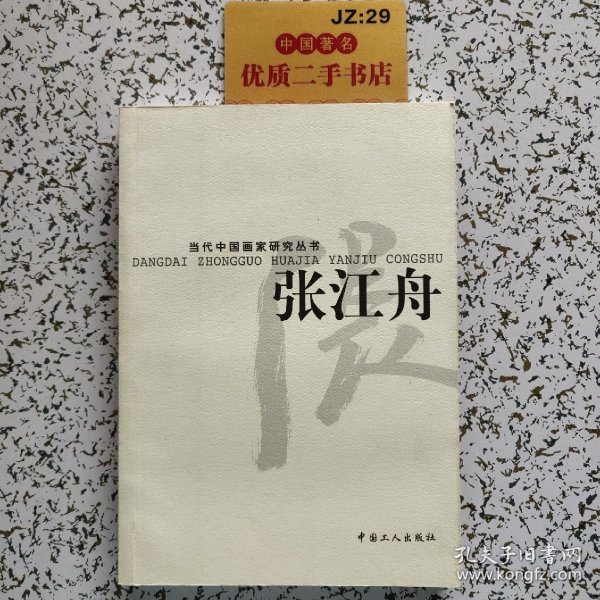 JZ:29
中国著名
优质二手书店
当代中国画家研究丛书
DANGDAI ZHONGGUO HUAJIA YANJIU CONGSHU
张江舟
中国工人出版社
孔夫子旧书网
www.kongfz.com